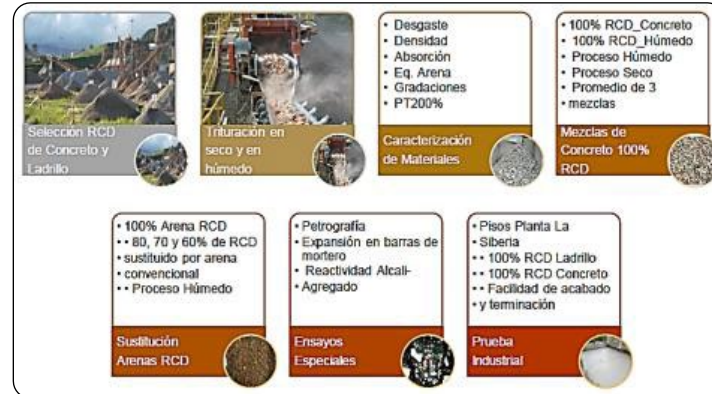 Selección RCD
de Concreto y
Ladrillo
Trituración en
seco y en
húmedo
• Desgaste
• Densidad
• Absorción
• Eq. Arena
• Gradaciones
• PT200%
Caracterización
de Materiales
• 100% RCD_Concreto
• 100% RCD_Húmedo
• Proceso Húmedo
• Proceso Seco
• Promedio de 3
• mezclas
Mezclas de
Concreto 100%
RCD
• 100% Arena RCD
• • 80, 70 y 60% de RCD
• sustituido por arena
• convencional
• • Proceso Húmedo
Sustitución
Arenas RCD
• Petrografía
• Expansión en barras de
mortero
• Reactividad Alcali-
• Agregado
Ensayos
Especiales
• Pisos Planta La
• Siberia
• • 100% RCD Ladrillo
• • 100% RCD Concreto
• • Facilidad de acabado
• y terminación
Prueba
Industrial